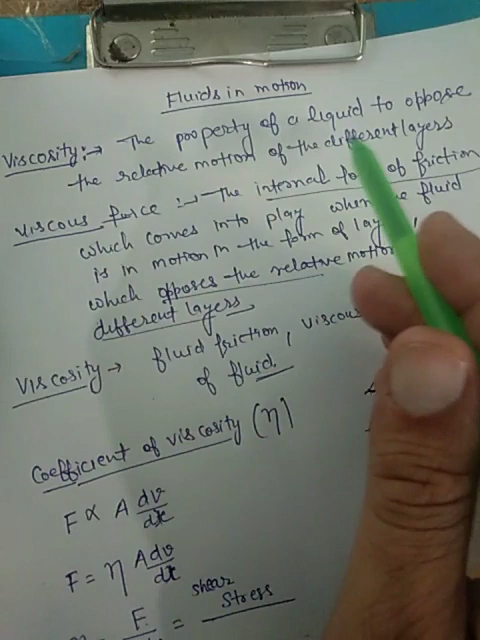 Fluids in motion
Viscosity:→ The property of a liquid to oppose
the relative motion of the different layers
Viscous force :→ The internal fo of friction
which comes into play when fluid
is in motion in the form of lay
which opposes the relative motion
different layers
Viscosity → fluid friction, viscous
of fluid.
Coefficient of viscosity (η)
F ∝ A dv/dx
F = η A dv/dx
F = shear stress